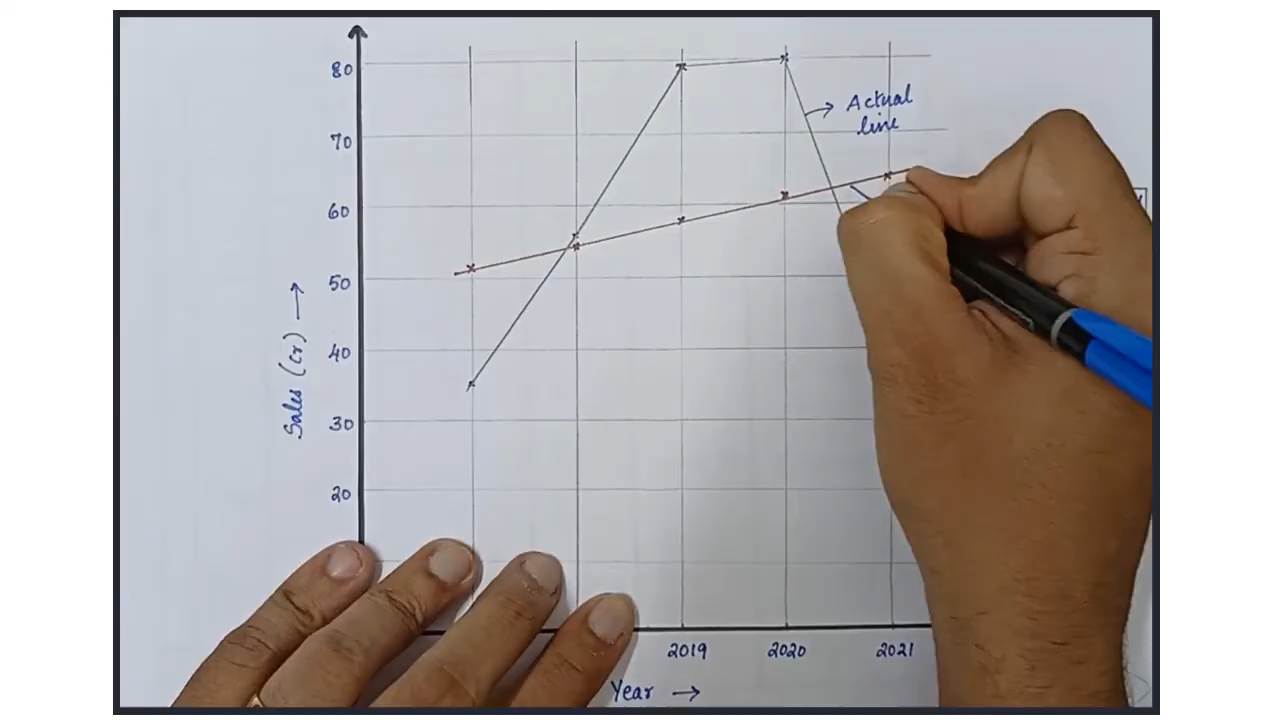 80
70
60
50
40
30
20
Sales (Cr) →
Actual
line
2019 2020 2021
Year →